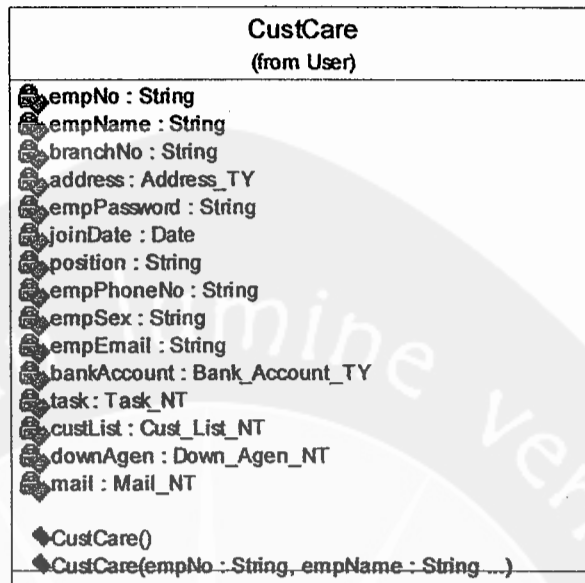 CustCare
(from User)
empNo : String
empName : String
branchNo : String
address : Address_TY
empPassword : String
joinDate : Date
position : String
empPhoneNo : String
empSex : String
empEmail : String
bankAccount : Bank_Account_TY
task : Task_NT
custList : Cust_List_NT
downAgen : Down_Agen_NT
mail : Mail_NT
CustCare()
CustCare(empNo : String, empName : String ...)
lumine ve